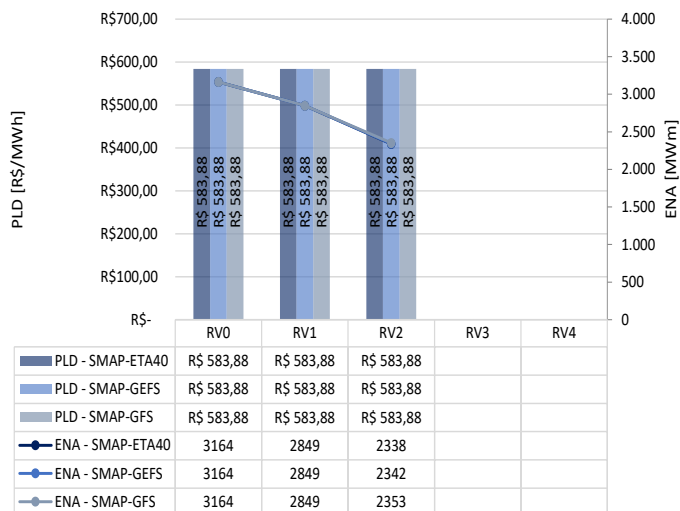 R$700,00
R$600,00
R$500,00
R$400,00
R$300,00
R$200,00
R$100,00
R$-
PLD [R$/MWh]
R$ 583,88
R$ 583,88
R$ 583,88
R$ 583,88
R$ 583,88
R$ 583,88
R$ 583,88
R$ 583,88
R$ 583,88
4.000
3.500
3.000
2.500
2.000
1.500
1.000
500
0
ENA [MWm]
RV0 RV1 RV2 RV3 RV4
PLD - SMAP-ETA40 R$ 583,88 R$ 583,88 R$ 583,88
PLD - SMAP-GEFS R$ 583,88 R$ 583,88 R$ 583,88
PLD - SMAP-GFS R$ 583,88 R$ 583,88 R$ 583,88
ENA - SMAP-ETA40 3164 2849 2338
ENA - SMAP-GEFS 3164 2849 2342
ENA - SMAP-GFS 3164 2849 2353